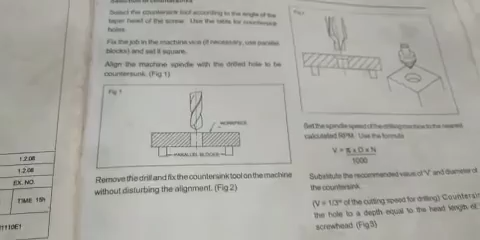 Select the countersink tool according to the angle of the
taper head of the screw. Use the table for countersink
holes.
Fix the job in the machine vice (if necessary, use parallel
blocks) and set it square.
Align the machine spindle with the drilled hole to be
countersunk. (Fig 1)
Fig 1
WORKPIECE
PARALLEL BLOCKS
Remove the drill and fix the countersink tool on the machine
without disturbing the alignment. (Fig 2)
1.2.08
1.2.08
EX. NO.
TIME 15h
11110E1
Set the spindle speed of the drilling machine to the nearest
calculated RPM. Use the formula
V = π x D x N
1000
Substitute the recommended value of 'V' and diameter of
the countersink.
(V = 1/3rd of the cutting speed for drilling) Countersin
the hole to a depth equal to the head length of
screwhead. (Fig 3)